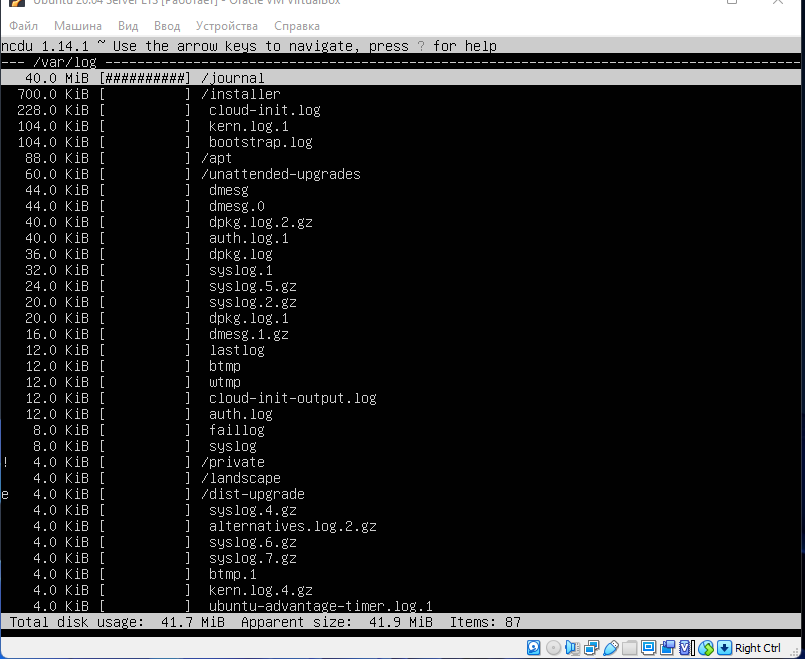 Ubuntu 20.04 Server LTS [Работает] - Oracle VM VirtualBox
Файл Машина Вид Ввод Устройства Справка
ncdu 1.14.1 ~ Use the arrow keys to navigate, press ? for help
--- /var/log ---
40.0 MiB [##########] /journal
700.0 KiB [          ] /installer
228.0 KiB [          ]  cloud-init.log
104.0 KiB [          ]  kern.log.1
104.0 KiB [          ]  bootstrap.log
88.0 KiB [          ] /apt
60.0 KiB [          ] /unattended-upgrades
44.0 KiB [          ]  dmesg
44.0 KiB [          ]  dmesg.0
40.0 KiB [          ]  dpkg.log.2.gz
40.0 KiB [          ]  auth.log.1
36.0 KiB [          ]  dpkg.log
32.0 KiB [          ]  syslog.1
24.0 KiB [          ]  syslog.5.gz
20.0 KiB [          ]  syslog.2.gz
20.0 KiB [          ]  dpkg.log.1
16.0 KiB [          ]  dmesg.1.gz
12.0 KiB [          ]  lastlog
12.0 KiB [          ]  btmp
12.0 KiB [          ]  wtmp
12.0 KiB [          ]  cloud-init-output.log
12.0 KiB [          ]  auth.log
8.0 KiB [          ]  faillog
8.0 KiB [          ]  syslog
! 4.0 KiB [          ] /private
4.0 KiB [          ] /landscape
e 4.0 KiB [          ] /dist-upgrade
4.0 KiB [          ]  syslog.4.gz
4.0 KiB [          ]  alternatives.log.2.gz
4.0 KiB [          ]  syslog.6.gz
4.0 KiB [          ]  syslog.7.gz
4.0 KiB [          ]  btmp.1
4.0 KiB [          ]  kern.log.4.gz
4.0 KiB [          ]  ubuntu-advantage-timer.log.1
Total disk usage: 41.7 MiB Apparent size: 41.9 MiB Items: 87
Right Ctrl